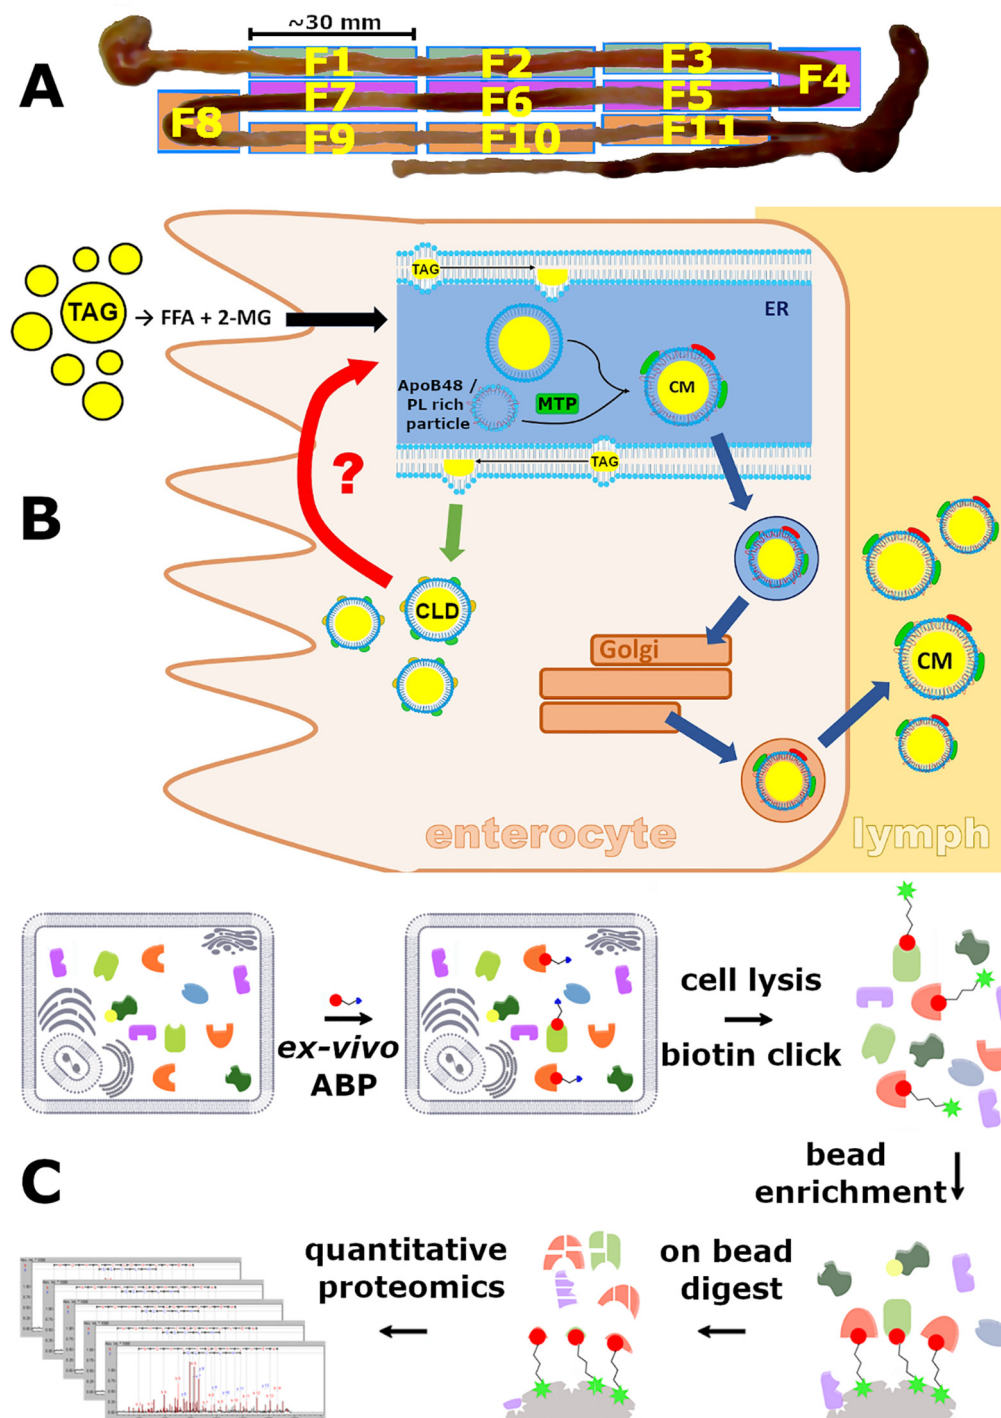 ~30 mm
A
F1
F2
F3
F4
F7
F6
F5
F8
F9
F10
F11
B
TAG
TAG → FFA + 2-MG
ER
ApoB48 /
PL rich
particle
MTP
CM
TAG
?
CLD
Golgi
CM
enterocyte
lymph
C
ex-vivo
ABP
cell lysis
biotin click
bead
enrichment
on bead
digest
quantitative
proteomics